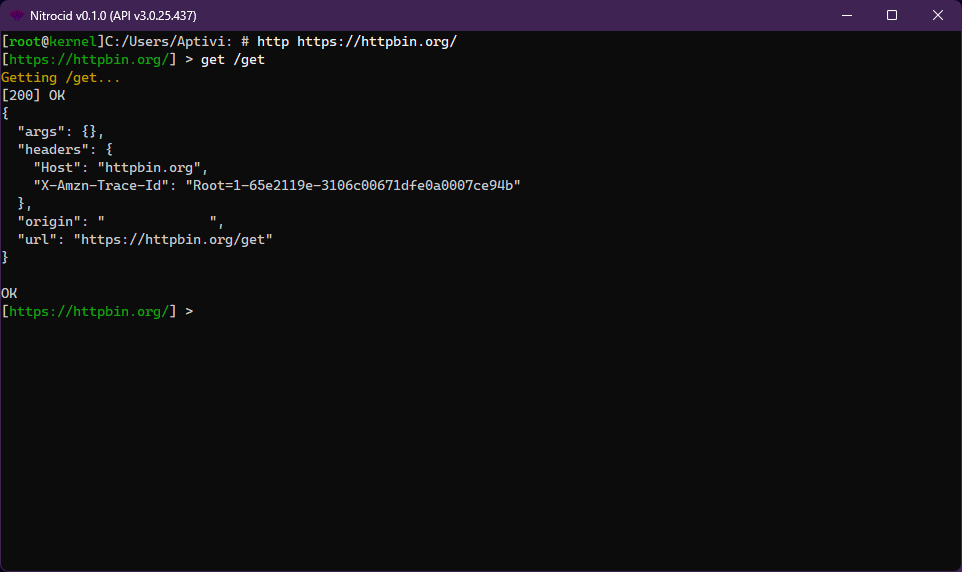 Nitrocid v0.1.0 (API v3.0.25.437)
[root@kernel]C:/Users/Aptivi: # http https://httpbin.org/
[https://httpbin.org/] > get /get
Getting /get...
[200] OK
{
  "args": {},
  "headers": {
    "Host": "httpbin.org",
    "X-Amzn-Trace-Id": "Root=1-65e2119e-3106c00671dfe0a0007ce94b"
  },
  "origin": "             ",
  "url": "https://httpbin.org/get"
}
OK
[https://httpbin.org/] >